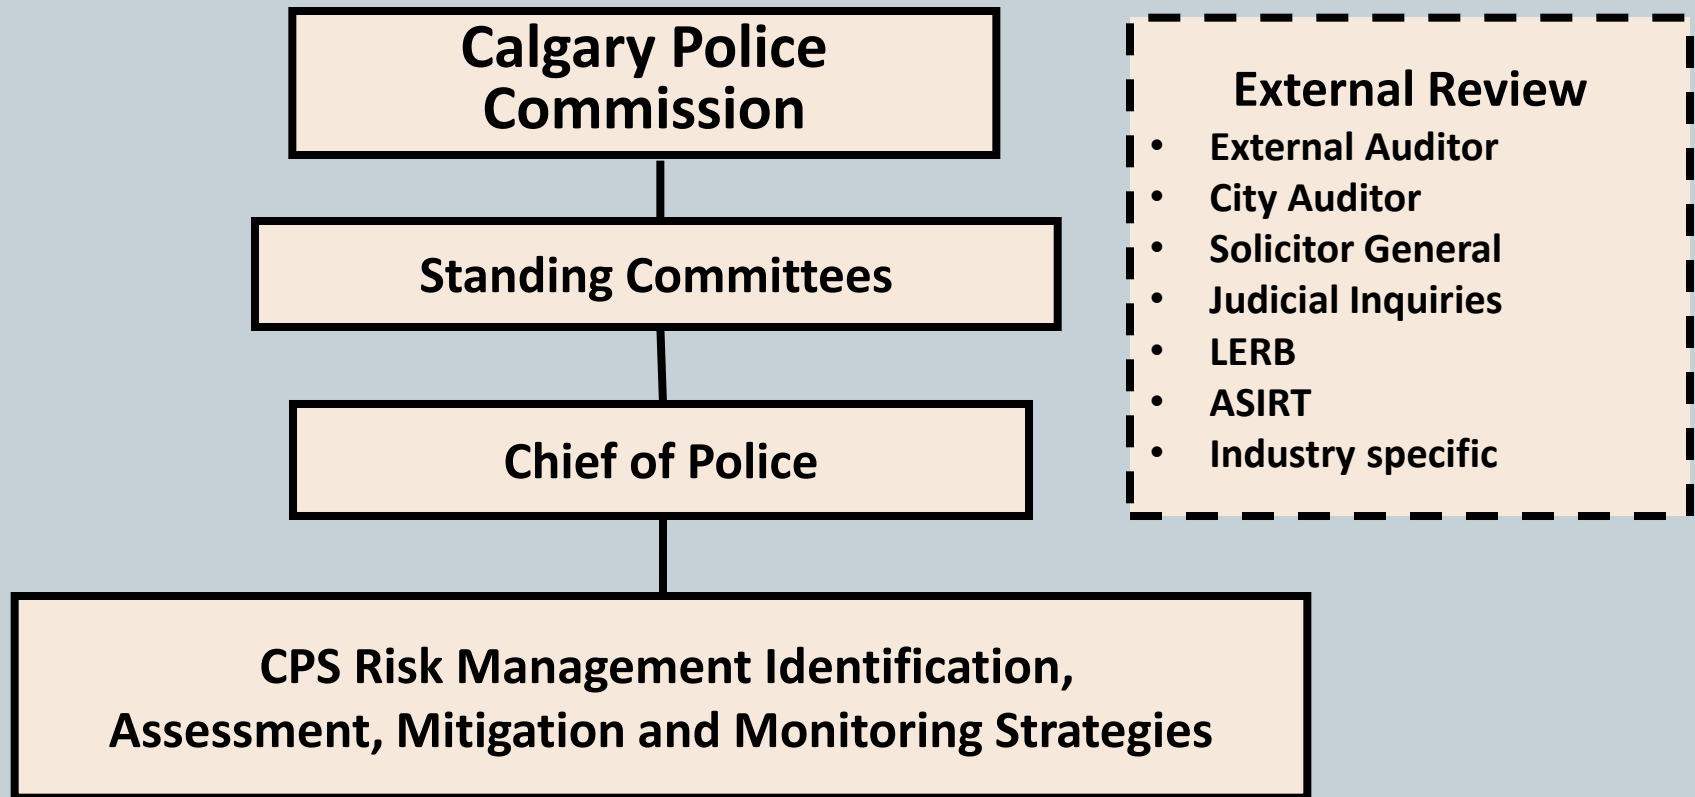 Calgary Police
Commission
Standing Committees
Chief of Police
CPS Risk Management Identification,
Assessment, Mitigation and Monitoring Strategies
External Review
• External Auditor
• City Auditor
• Solicitor General
• Judicial Inquiries
• LERB
• ASIRT
• Industry specific